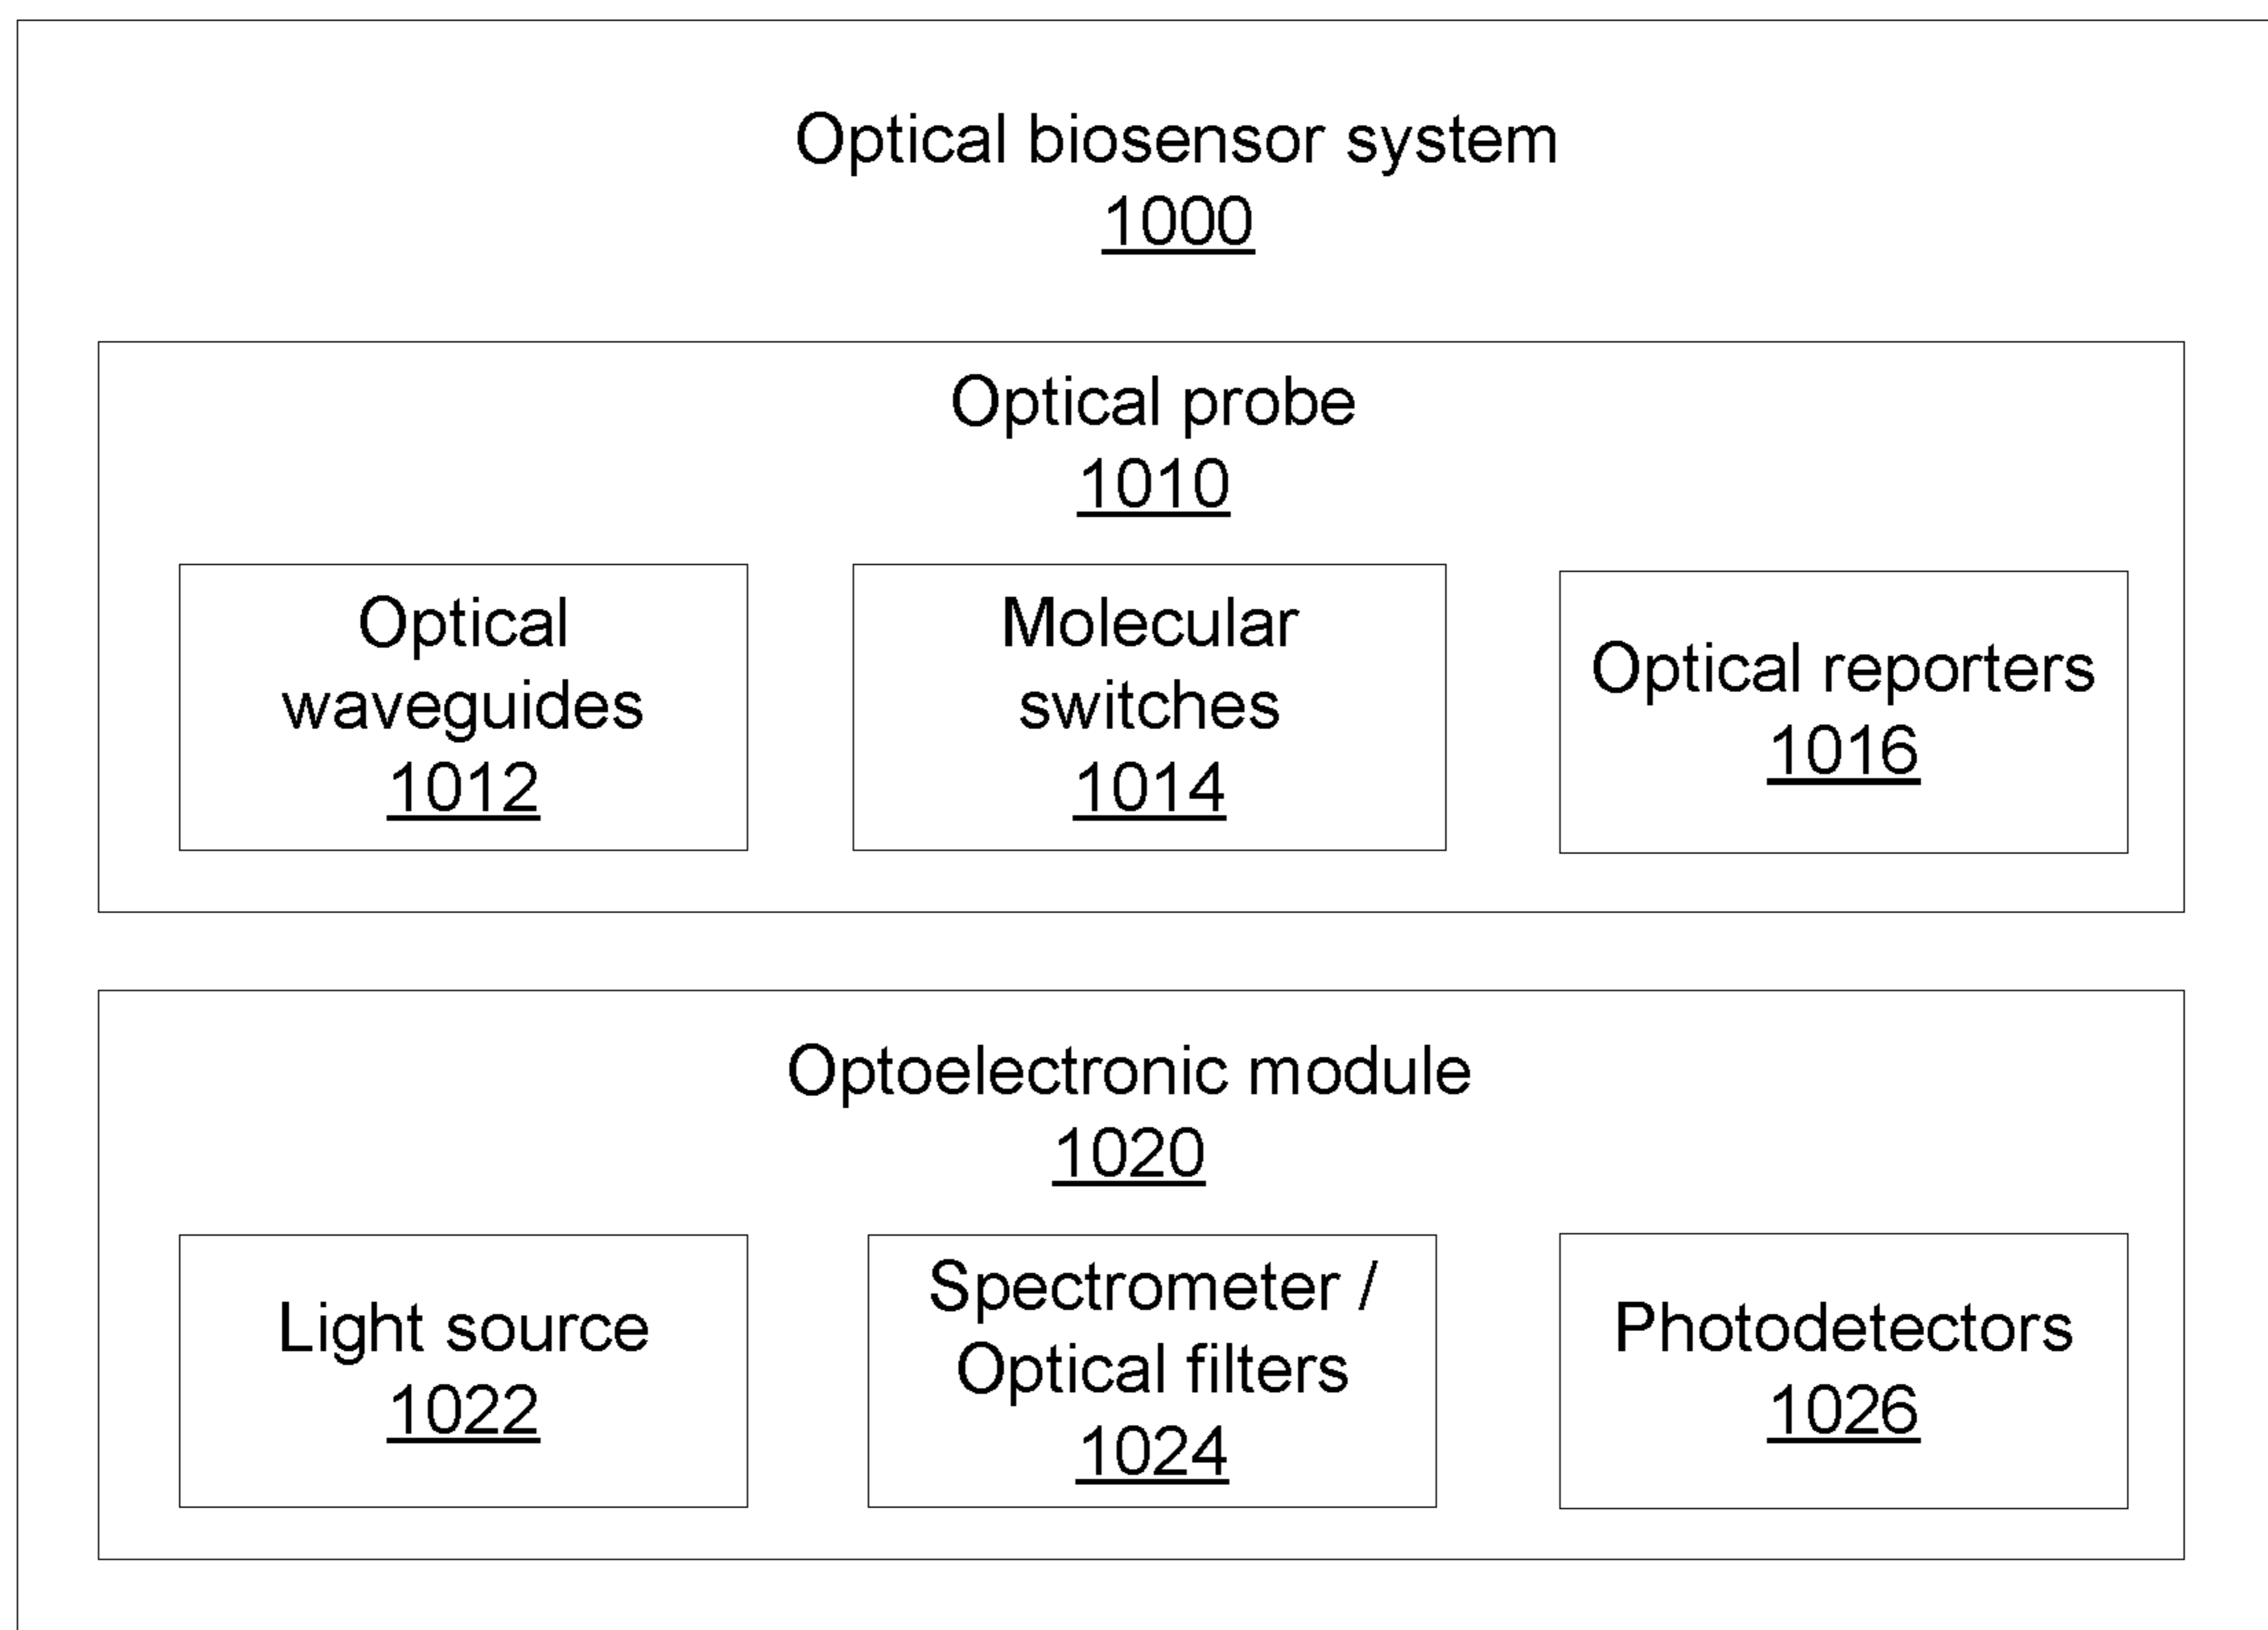 Optical biosensor system
1000
Optical probe
1010
Optical
waveguides
1012
Molecular
switches
1014
Optical reporters
1016
Optoelectronic module
1020
Light source
1022
Spectrometer /
Optical filters
1024
Photodetectors
1026